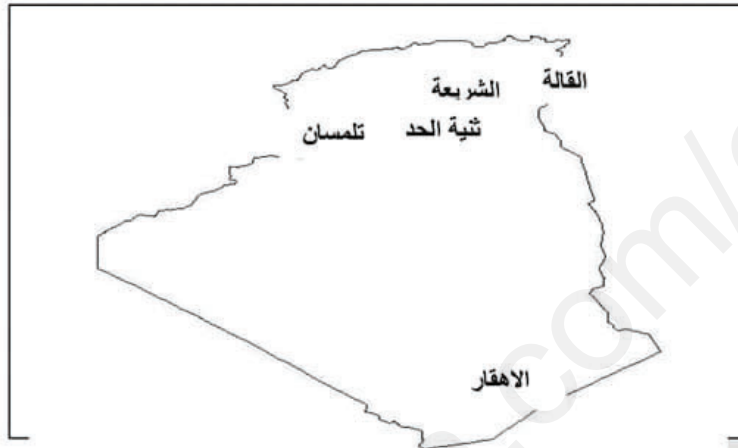 القالة
الشريعة
ثنية الحد
تلمسان
الاهقار